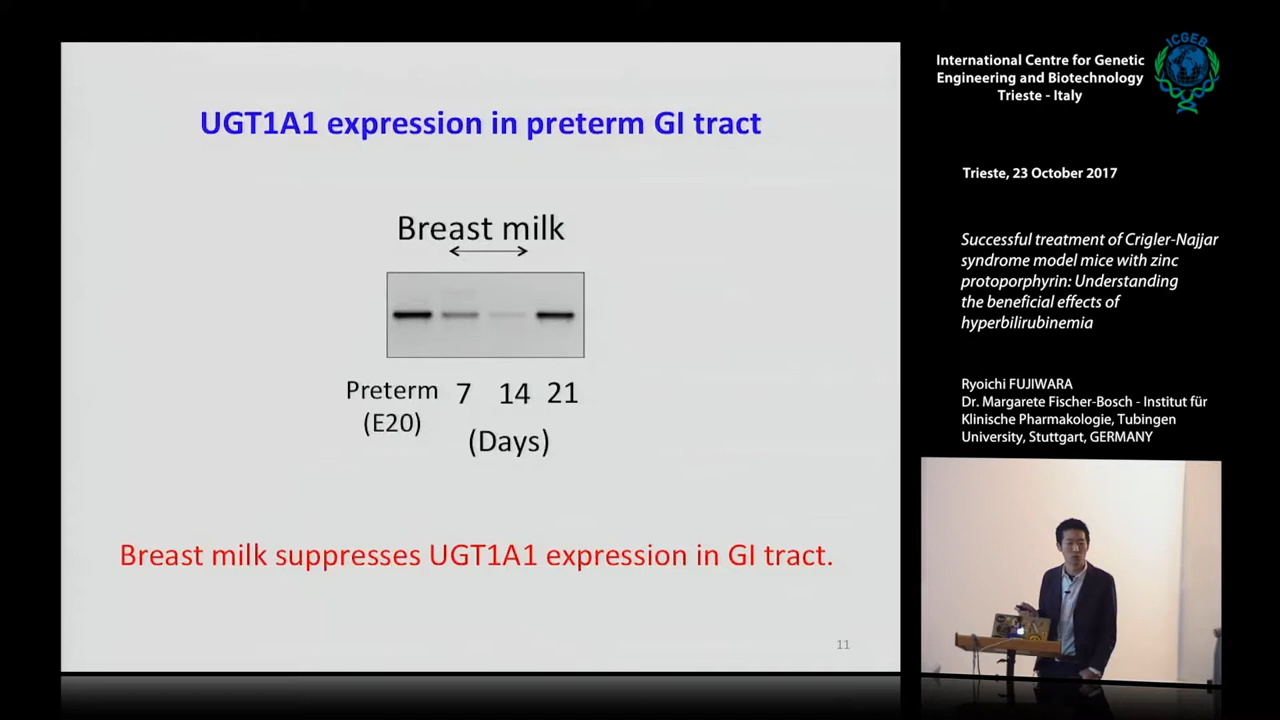 UGT1A1 expression in preterm GI tract
Breast milk
Preterm 7 14 21
(E20)
(Days)
Breast milk suppresses UGT1A1 expression in GI tract.
11
ICGEB
International Centre for Genetic
Engineering and Biotechnology
Trieste - Italy
Trieste, 23 October 2017
Successful treatment of Crigler-Najjar
syndrome model mice with zinc
protoporphyrin: Understanding
the beneficial effects of
hyperbilirubinemia
Ryoichi FUJIWARA
Dr. Margarete Fischer-Bosch - Institut für
Klinische Pharmakologie, Tubingen
University, Stuttgart, GERMANY